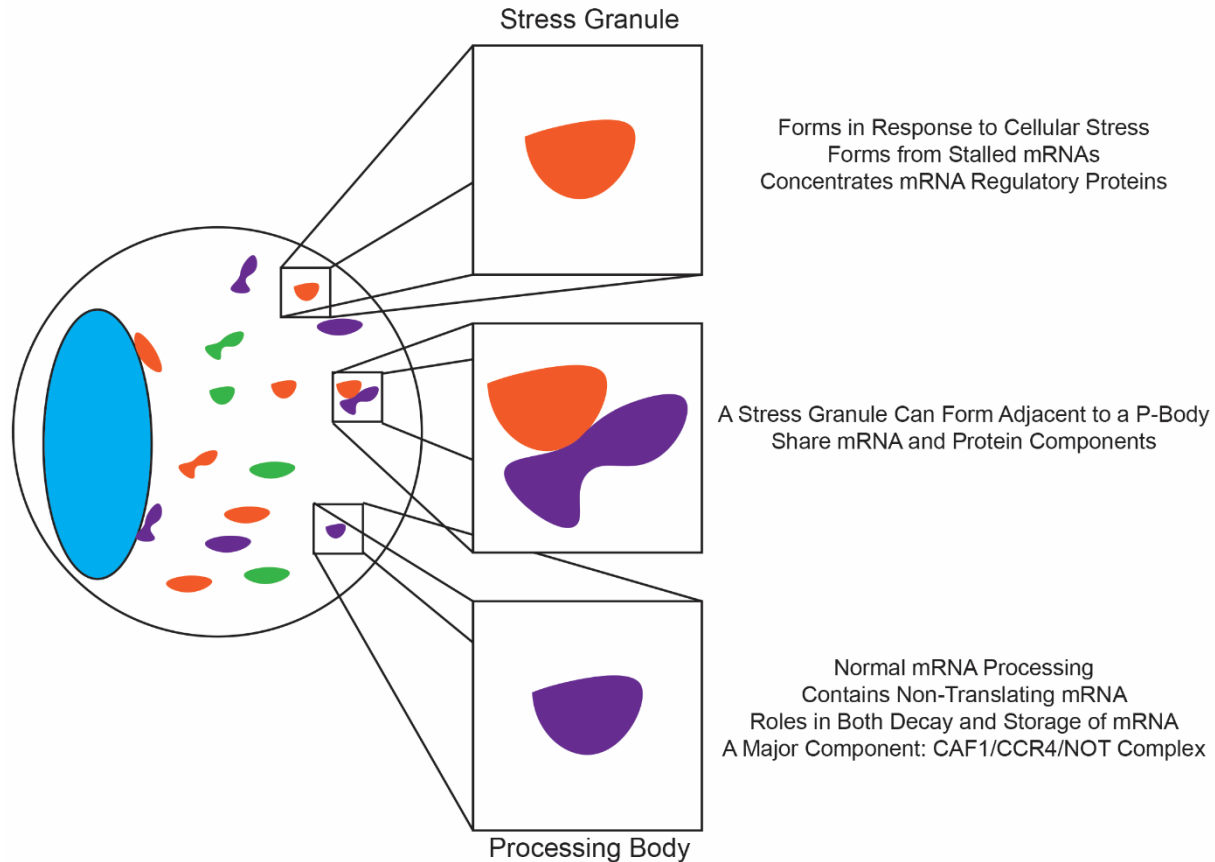 Stress Granule
Forms in Response to Cellular Stress
Forms from Stalled mRNAs
Concentrates mRNA Regulatory Proteins
A Stress Granule Can Form Adjacent to a P-Body
Share mRNA and Protein Components
Normal mRNA Processing
Contains Non-Translating mRNA
Roles in Both Decay and Storage of mRNA
A Major Component: CAF1/CCR4/NOT Complex
Processing Body